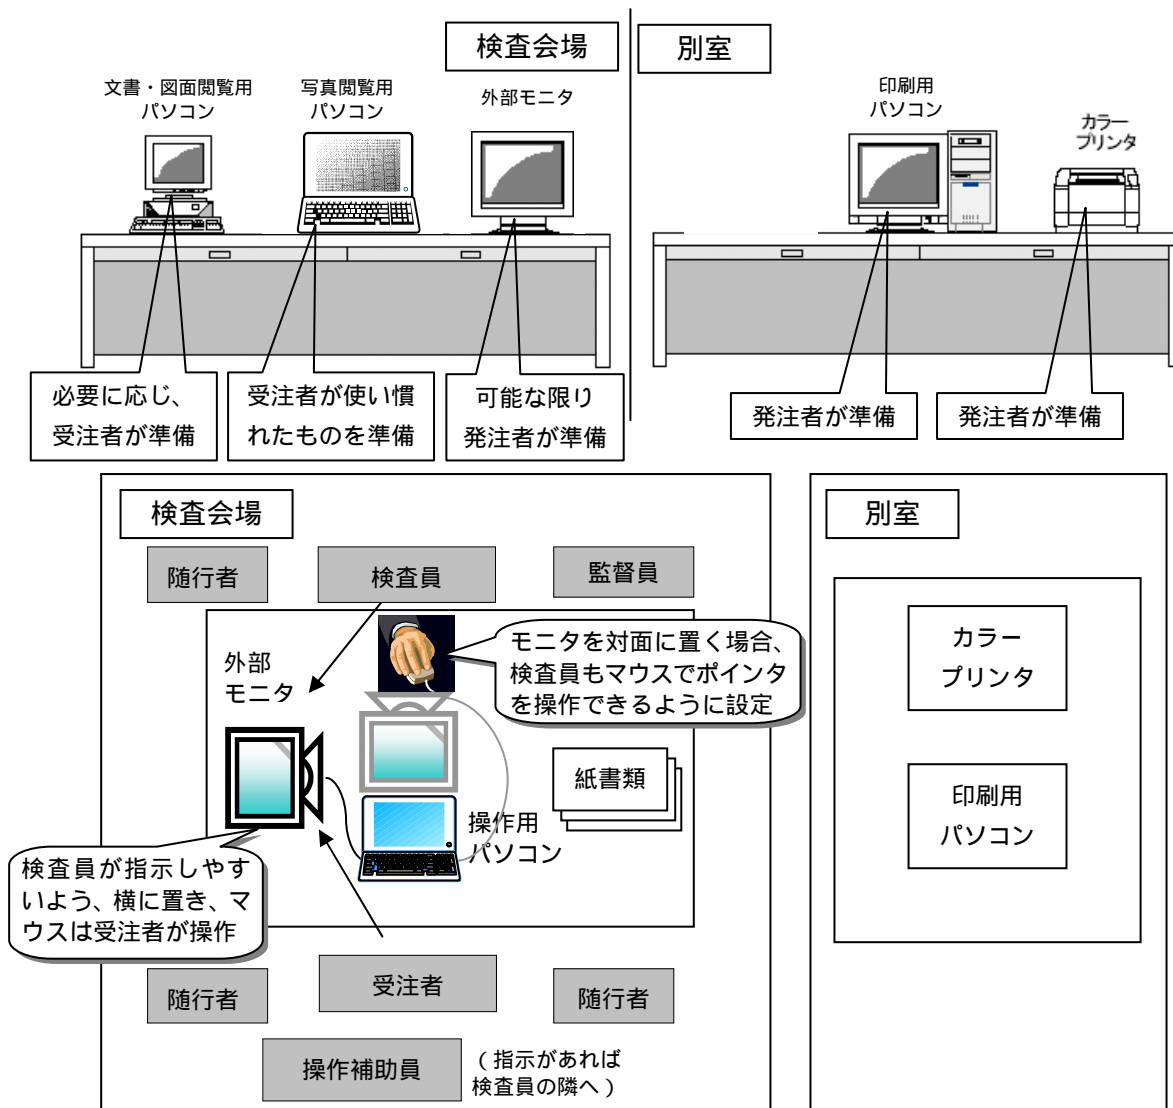 検査会場
別室
文書・図面閲覧用
パソコン
写真閲覧用
パソコン
外部モニタ
印刷用
パソコン
カラー
プリンタ
必要に応じ、
受注者が準備
受注者が使い慣
れたものを準備
可能な限り
発注者が準備
発注者が準備
発注者が準備
検査会場
随行者
検査員
監督員
モニタを対面に置く場合、
検査員もマウスでポインタ
を操作できるように設定
外部
モニタ
紙書類
操作用
パソコン
検査員が指示しやす
いよう、横に置き、マ
ウスは受注者が操作
随行者
受注者
随行者
操作補助員
(指示があれば
検査員の隣へ)
別室
カラー
プリンタ
印刷用
パソコン